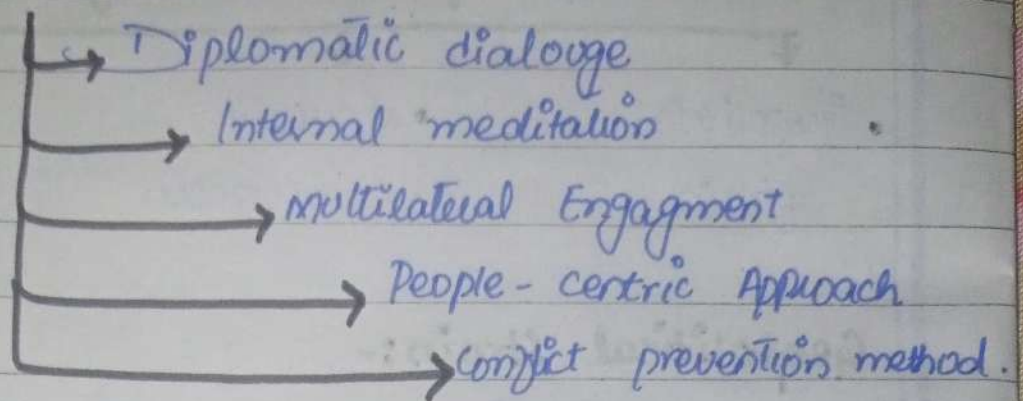 Diplomatic dialouge
Internal meditation
multilateral Engagment
People - centric Approach
Conflict prevention method.